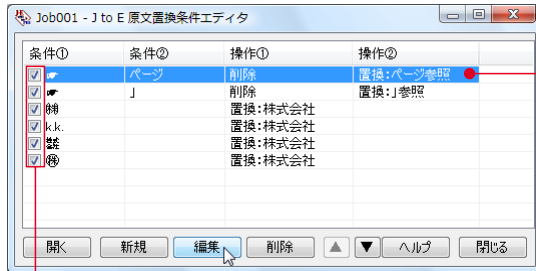 Job001 - J to E 原文置換条件エディタ
条件① 条件② 操作① 操作②
☛ ページ 削除 置換:ページ参照
☛ 」 削除 置換:」参照
㈱ 置換:株式会社
k.k. 置換:株式会社
㍿ 置換:株式会社
㊑ 置換:株式会社
開く 新規 編集 削除 ▲ ▼ ヘルプ 閉じる